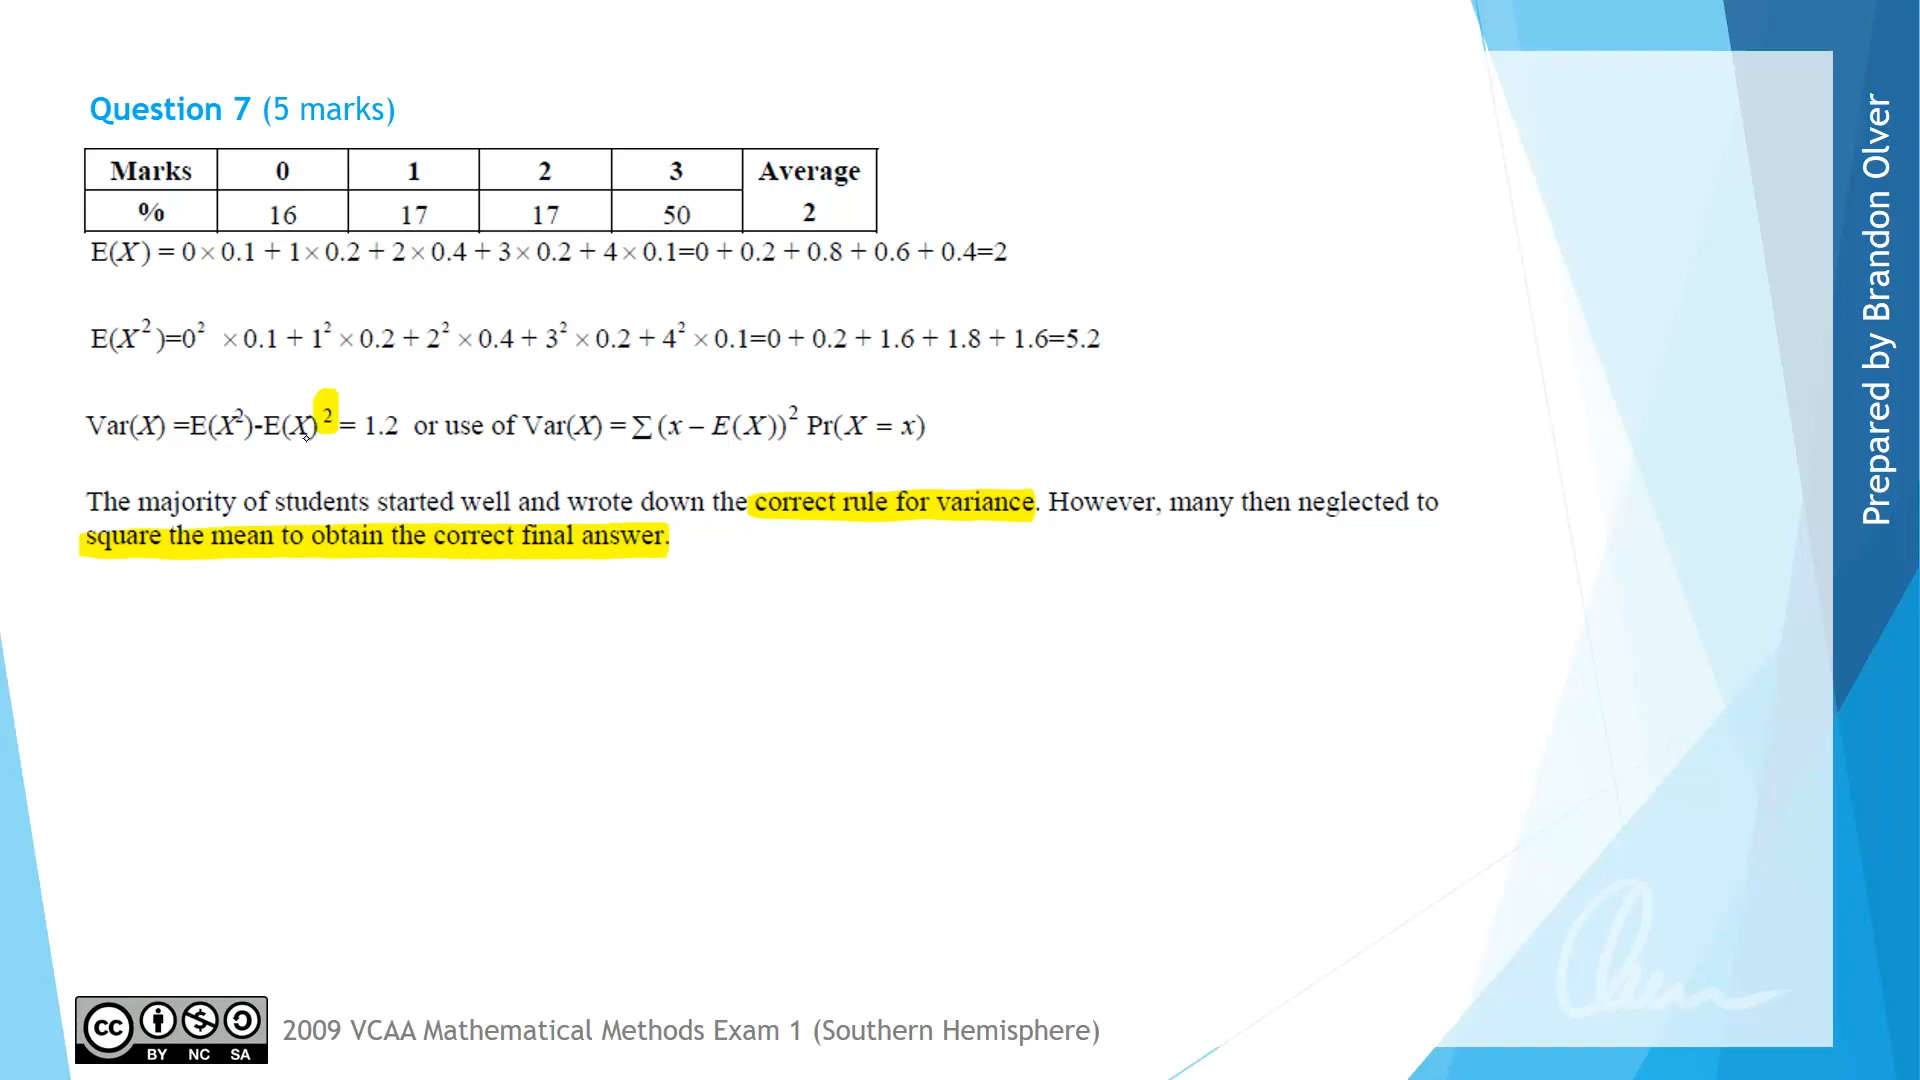 Question 7 (5 marks)
Marks 0 1 2 3 Average
% 16 17 17 50 2
E(X) = 0 × 0.1 + 1 × 0.2 + 2 × 0.4 + 3 × 0.2 + 4 × 0.1=0 + 0.2 + 0.8 + 0.6 + 0.4=2
E(X²)=0² × 0.1 + 1² × 0.2 + 2² × 0.4 + 3² × 0.2 + 4² × 0.1=0 + 0.2 + 1.6 + 1.8 + 1.6=5.2
Var(X) =E(X²)-E(X)² = 1.2 or use of Var(X) = ∑ (x – E(X))² Pr(X = x)
The majority of students started well and wrote down the correct rule for variance. However, many then neglected to
square the mean to obtain the correct final answer.
Prepared by Brandon Olver
cc
BY NC SA
2009 VCAA Mathematical Methods Exam 1 (Southern Hemisphere)